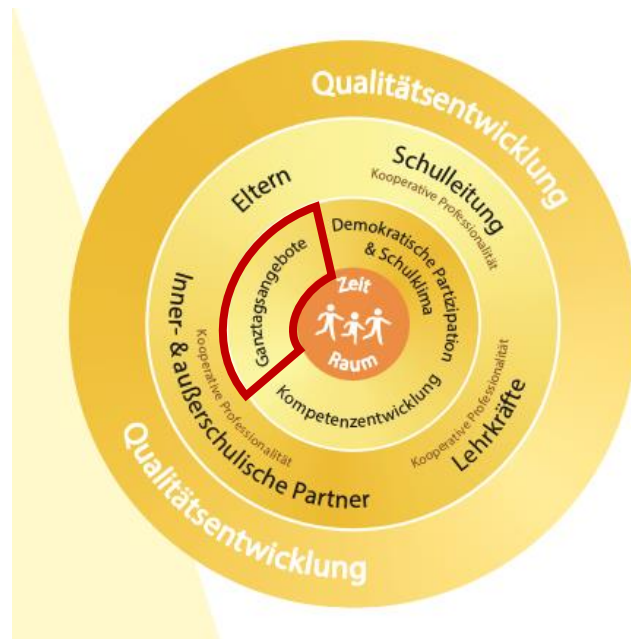 Qualitätsentwicklung
Eltern
Schulleitung
Kooperative Professionalität
Demokratische Partizipation
& Schulklima
Ganztagsangebote
Zeit
Raum
Kompetenzentwicklung
Inner- & außerschulische Partner
Kooperative Professionalität
Kooperative Professionalität
Lehrkräfte
Qualitätsentwicklung